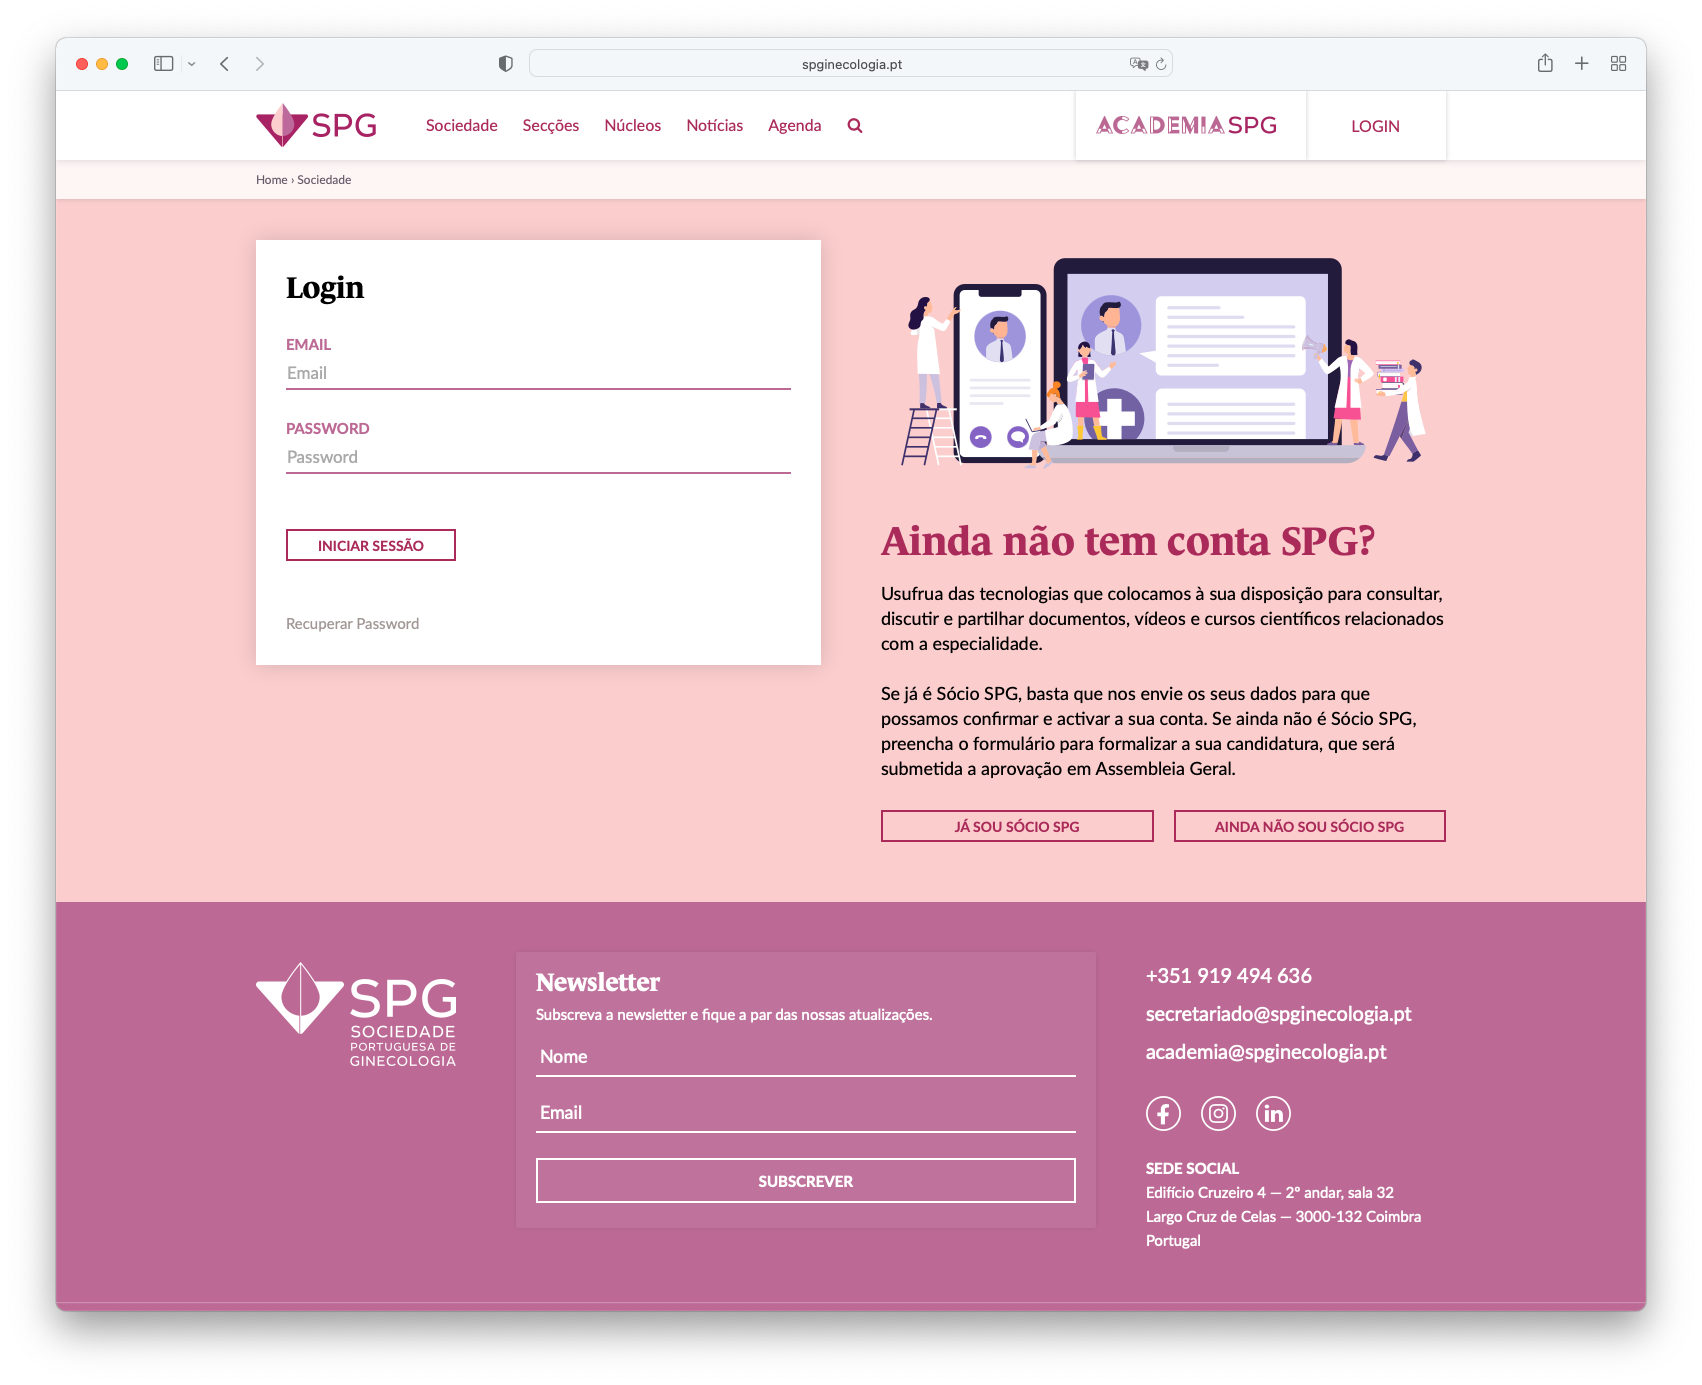 spginecologia.pt
SPG
Sociedade
Secções
Núcleos
Notícias
Agenda
ACADEMIA SPG
LOGIN
Home › Sociedade
Login
EMAIL
Email
PASSWORD
Password
INICIAR SESSÃO
Recuperar Password
Ainda não tem conta SPG?
Usufrua das tecnologias que colocamos à sua disposição para consultar,
discutir e partilhar documentos, vídeos e cursos científicos relacionados
com a especialidade.
Se já é Sócio SPG, basta que nos envie os seus dados para que
possamos confirmar e activar a sua conta. Se ainda não é Sócio SPG,
preencha o formulário para formalizar a sua candidatura, que será
submetida a aprovação em Assembleia Geral.
JÁ SOU SÓCIO SPG
AINDA NÃO SOU SÓCIO SPG
SPG
SOCIEDADE
PORTUGUESA DE
GINECOLOGIA
Newsletter
Subscreva a newsletter e fique a par das nossas atualizações.
Nome
Email
SUBSCREVER
+351 919 494 636
secretariado@spginecologia.pt
academia@spginecologia.pt
SEDE SOCIAL
Edifício Cruzeiro 4 — 2º andar, sala 32
Largo Cruz de Celas — 3000-132 Coimbra
Portugal